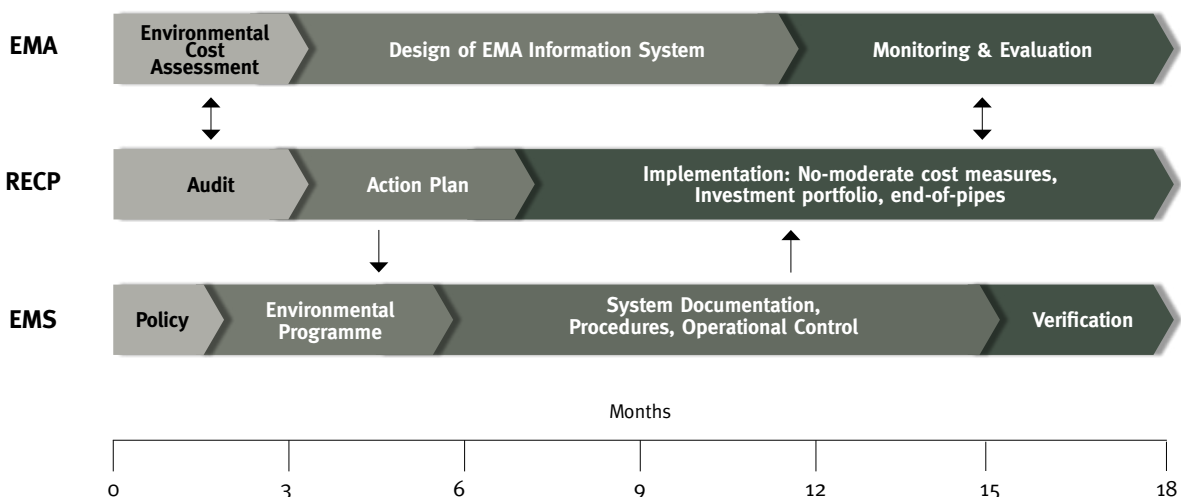 EMA
Environmental
Cost
Assessment
Design of EMA Information System
Monitoring & Evaluation
RECP
Audit
Action Plan
Implementation: No-moderate cost measures,
Investment portfolio, end-of-pipes
EMS
Policy
Environmental
Programme
System Documentation,
Procedures, Operational Control
Verification
Months
0 3 6 9 12 15 18